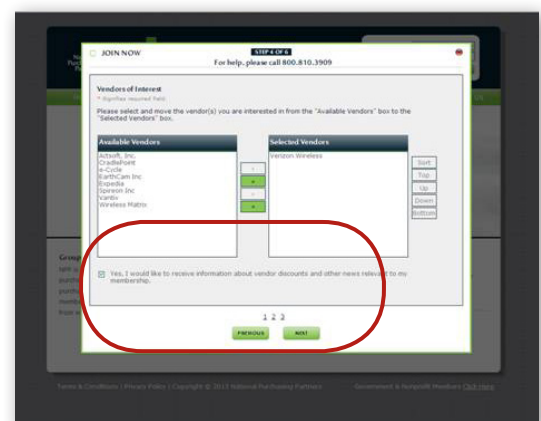 JOIN NOW
STEP 4 OF 6
For help, please call 800.810.3909
Vendors of Interest
* Signifies required field
Please select and move the vendor(s) you are interested in from the "Available Vendors" box to the
"Selected Vendors" box.
Available Vendors
Selected Vendors
Actsoft, Inc.
CradlePoint
e-Cycle
EarthCam Inc
Expedia
Spireon Inc
Vantiv
Wireless Matrix
Verizon Wireless
Sort
Top
Up
Down
Bottom
Yes, I would like to receive information about vendor discounts and other news relevant to my
membership.
1 2 3
PREVIOUS
NEXT
Terms & Conditions | Privacy Policy | Copyright © 2013 National Purchasing Partners
Government & Nonprofit Members Click Here